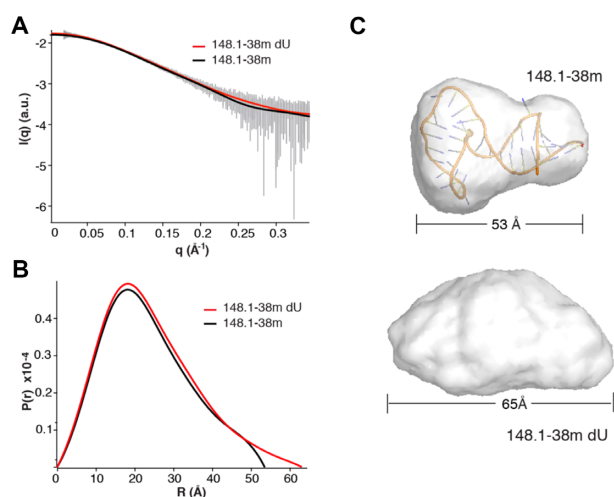 A
-2
-3
-4
-5
-6
I(q) (a.u.)
148.1-38m dU
148.1-38m
0 0.05 0.1 0.15 0.2 0.25 0.3
q (Å⁻¹)
B
0.4
0.3
0.2
0.1
P(r) x10-4
148.1-38m dU
148.1-38m
0 10 20 30 40 50 60
R (Å)
C
148.1-38m
53 Å
65Å
148.1-38m dU